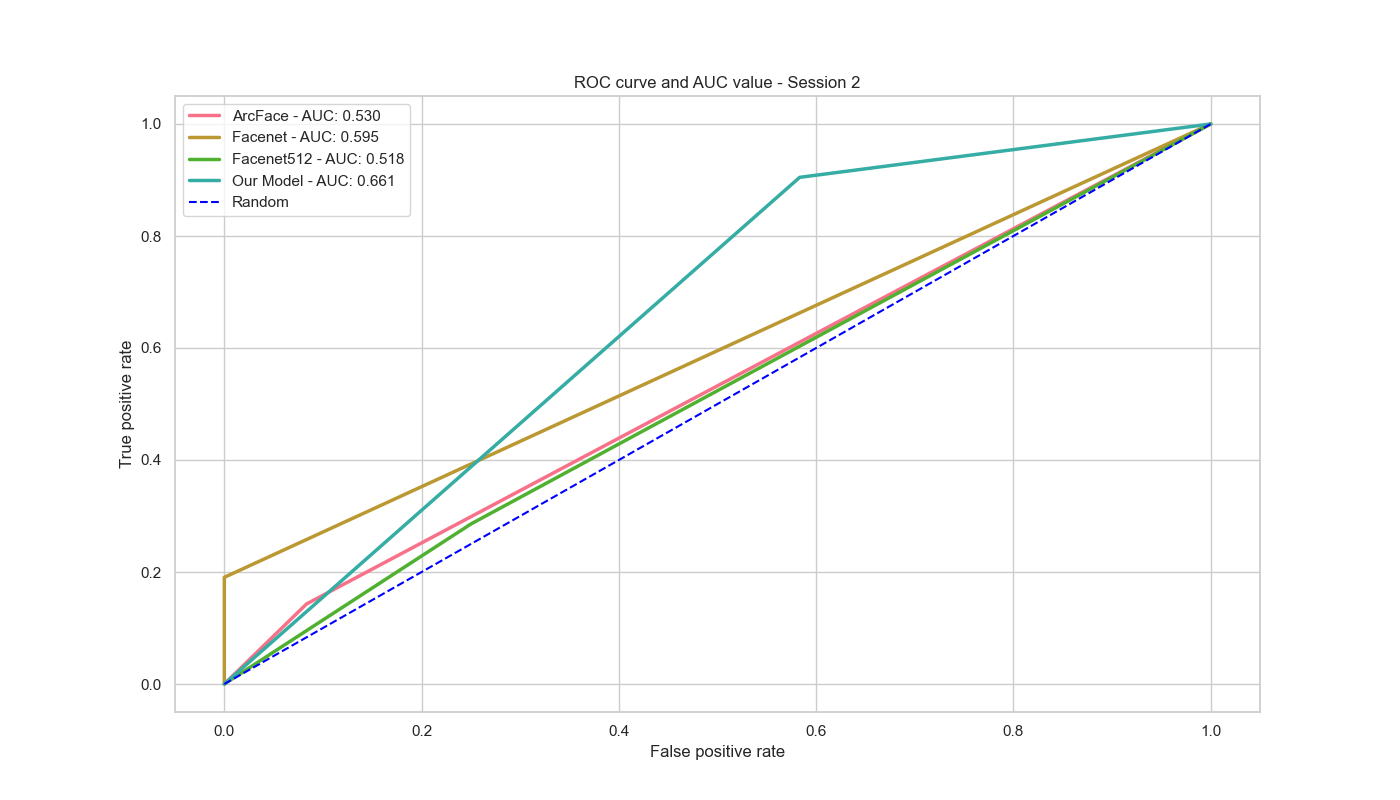 ROC curve and AUC value - Session 2
ArcFace - AUC: 0.530
Facenet - AUC: 0.595
Facenet512 - AUC: 0.518
Our Model - AUC: 0.661
Random
1.0
0.8
0.6
0.4
0.2
0.0
True positive rate
0.0 0.2 0.4 0.6 0.8 1.0
False positive rate